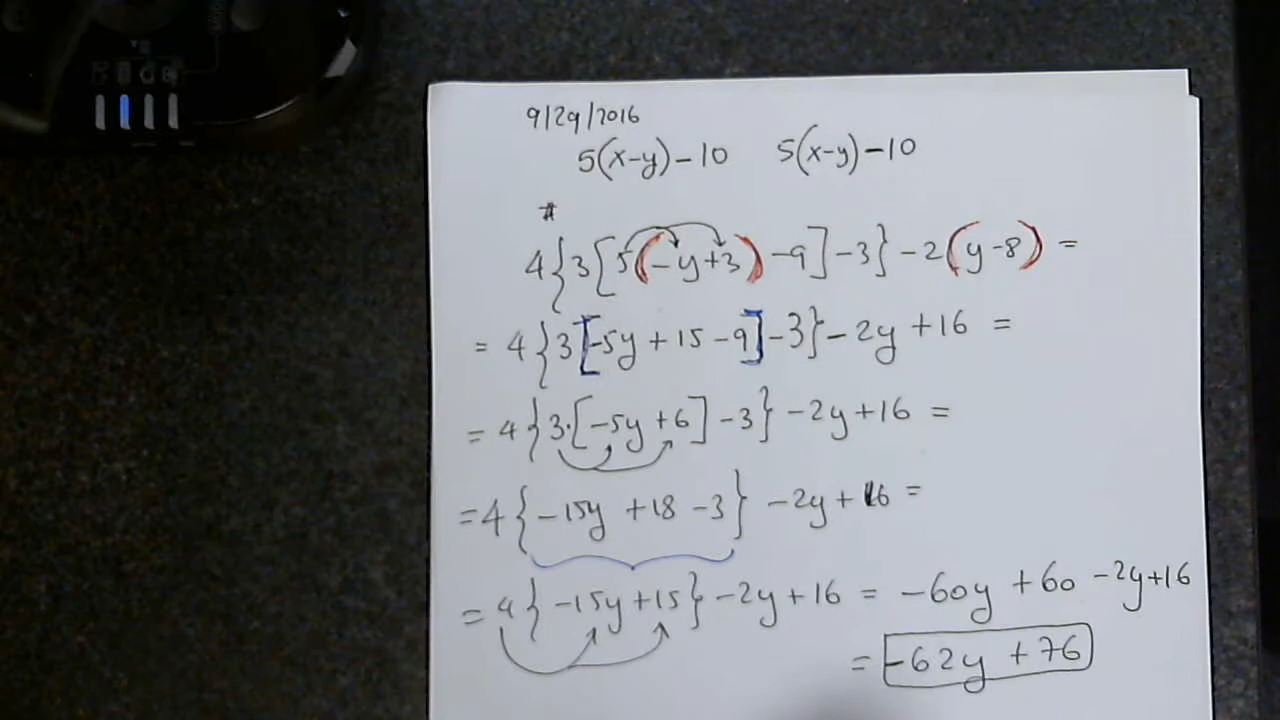 9/29/2016
5(x-y)-10 5(x-y)-10
#
4{3[5(-y+3)-9]-3}-2(y-8)=
=4{3[-5y+15-9]-3}-2y+16=
=4{3·[-5y+6]-3}-2y+16=
=4{-15y+18-3}-2y+16=
=4{-15y+15}-2y+16=-60y+60-2y+16
=-62y+76